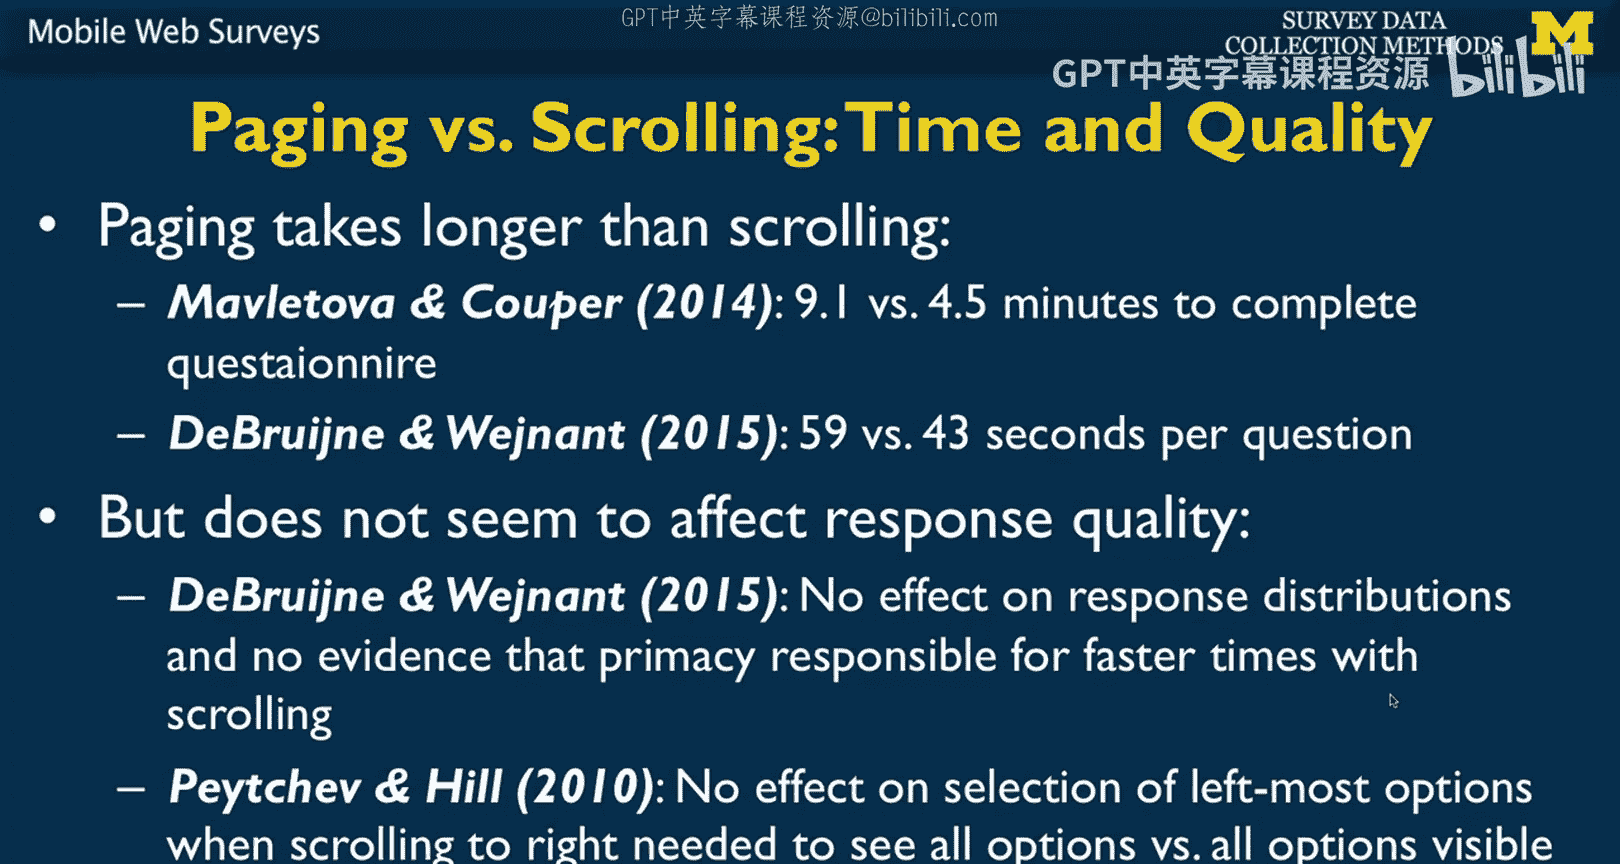 Mobile Web Surveys
GPT中英字幕课程资源@bilibili.com
SURVEY DATA
COLLECTION METHODS
M
GPT中英字幕课程资源 bilibili
Paging vs. Scrolling: Time and Quality
• Paging takes longer than scrolling:
– Mavletova & Couper (2014): 9.1 vs. 4.5 minutes to complete
questaionnire
– DeBruijne & Wejnant (2015): 59 vs. 43 seconds per question
• But does not seem to affect response quality:
– DeBruijne & Wejnant (2015): No effect on response distributions
and no evidence that primacy responsible for faster times with
scrolling
– Peytchev & Hill (2010): No effect on selection of left-most options
when scrolling to right needed to see all options vs. all options visible